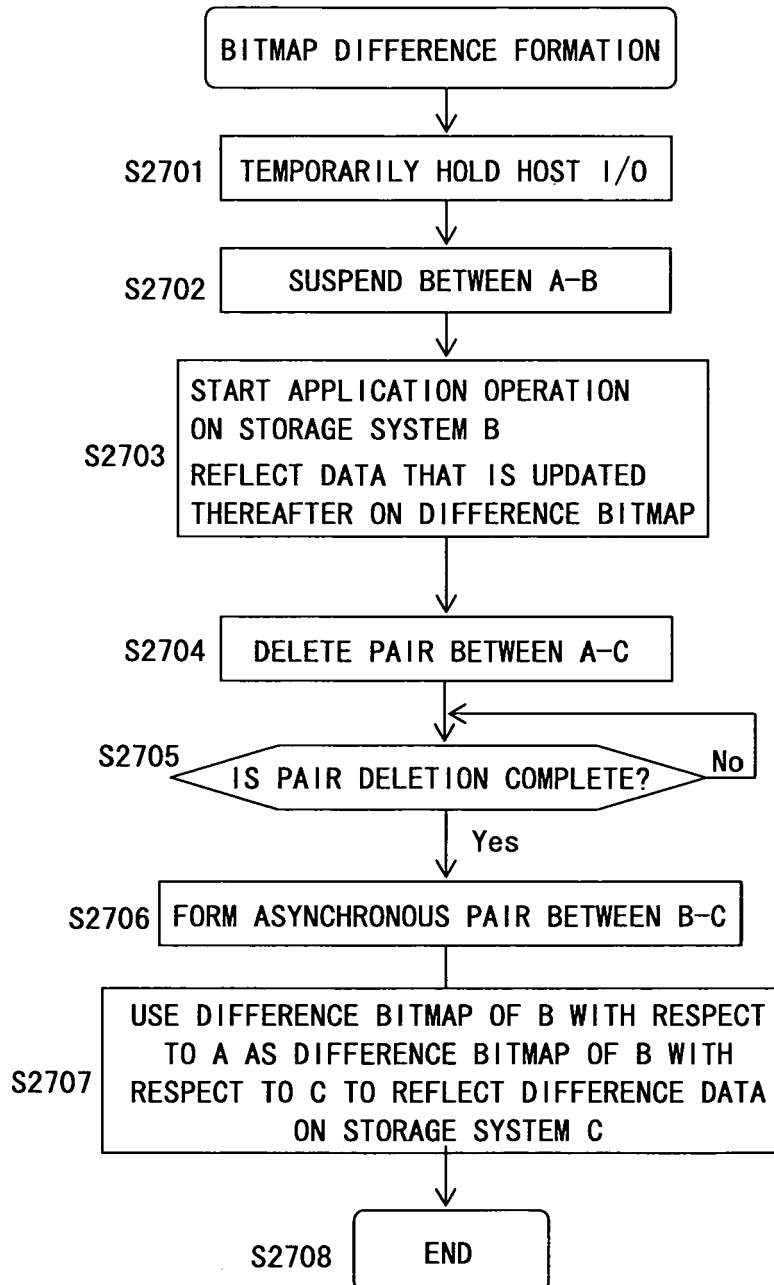 BITMAP DIFFERENCE FORMATION
S2701
TEMPORARILY HOLD HOST I/O
S2702
SUSPEND BETWEEN A-B
S2703
START APPLICATION OPERATION
ON STORAGE SYSTEM B
REFLECT DATA THAT IS UPDATED
THEREAFTER ON DIFFERENCE BITMAP
S2704
DELETE PAIR BETWEEN A-C
S2705
IS PAIR DELETION COMPLETE?
No
Yes
S2706
FORM ASYNCHRONOUS PAIR BETWEEN B-C
S2707
USE DIFFERENCE BITMAP OF B WITH RESPECT
TO A AS DIFFERENCE BITMAP OF B WITH
RESPECT TO C TO REFLECT DIFFERENCE DATA
ON STORAGE SYSTEM C
S2708
END